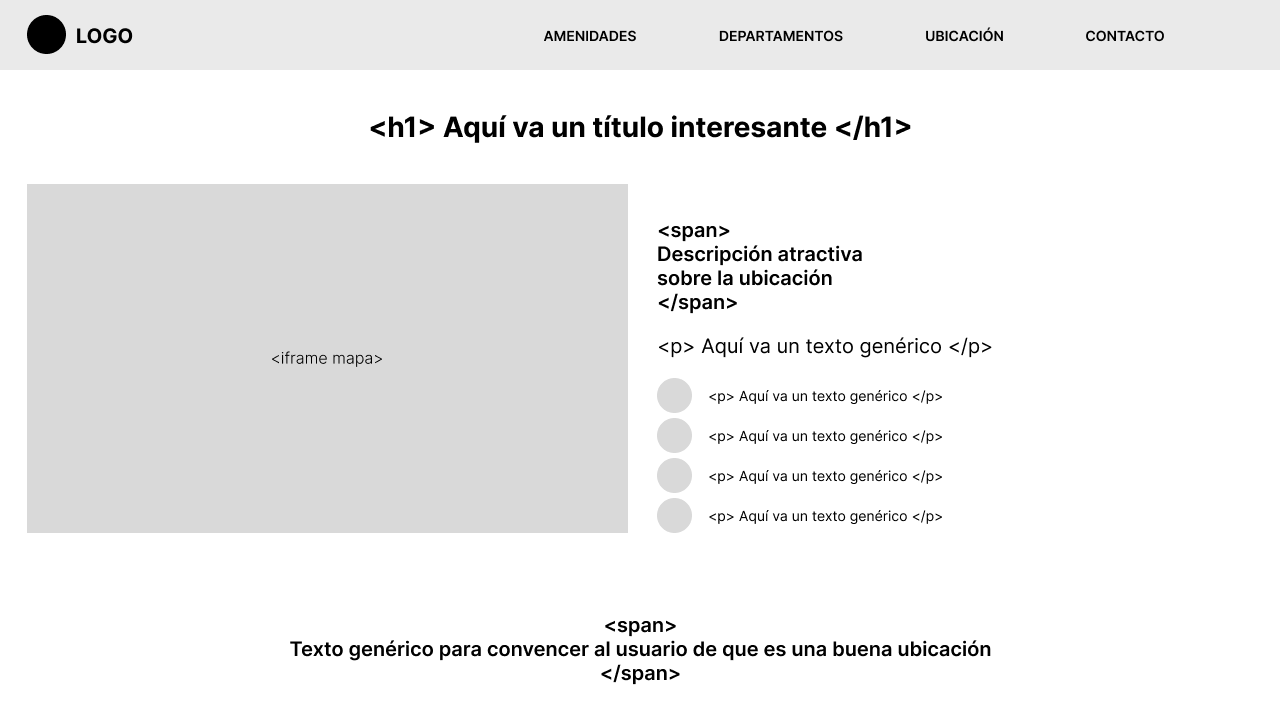 LOGO
AMENIDADES
DEPARTAMENTOS
UBICACIÓN
CONTACTO
<h1> Aquí va un título interesante </h1>
<iframe mapa>
<span>
Descripción atractiva
sobre la ubicación
</span>
<p> Aquí va un texto genérico </p>
<p> Aquí va un texto genérico </p>
<p> Aquí va un texto genérico </p>
<p> Aquí va un texto genérico </p>
<p> Aquí va un texto genérico </p>
<span>
Texto genérico para convencer al usuario de que es una buena ubicación
</span>